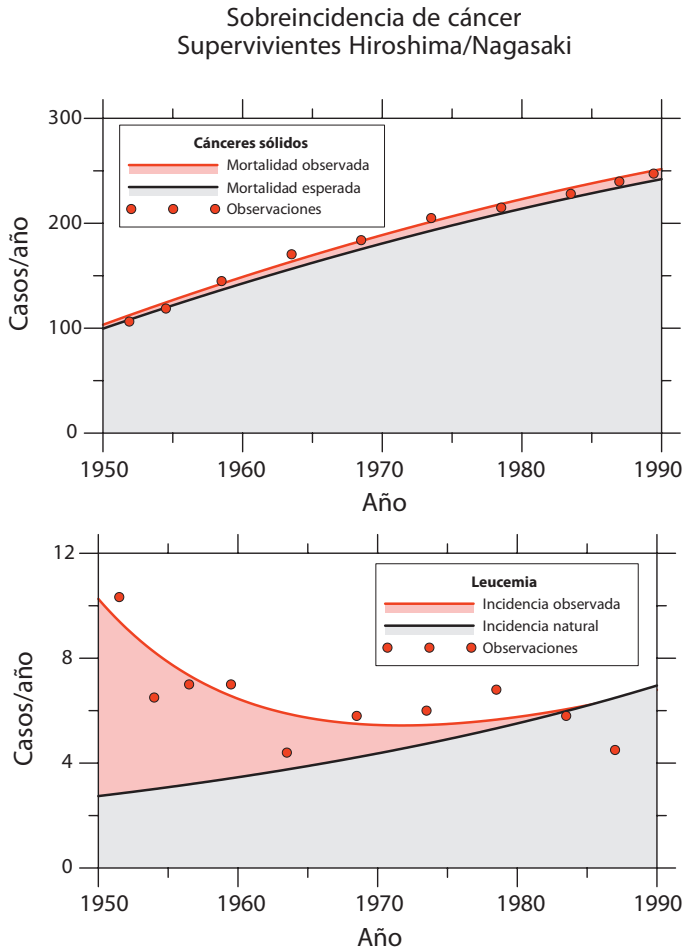 Sobreincidencia de cáncer
Supervivientes Hiroshima/Nagasaki
300
200
100
0
Casos/año
Cánceres sólidos
Mortalidad observada
Mortalidad esperada
Observaciones
1950 1960 1970 1980 1990
Año
12
8
4
0
Casos/año
Leucemia
Incidencia observada
Incidencia natural
Observaciones
1950 1960 1970 1980 1990
Año